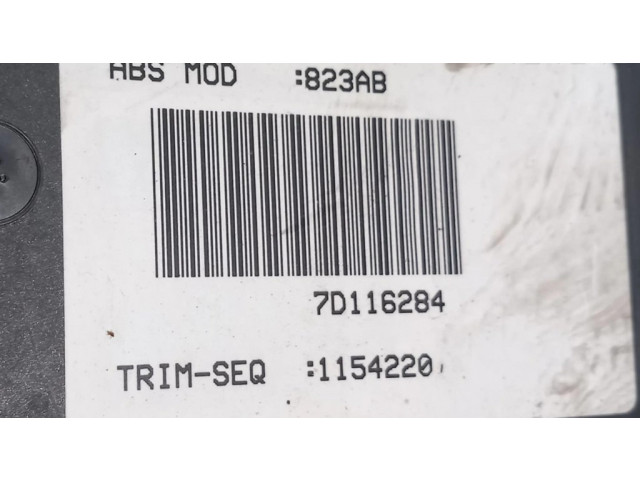 ABS MOD :823AB
7D116284
TRIM-SEQ :1154220